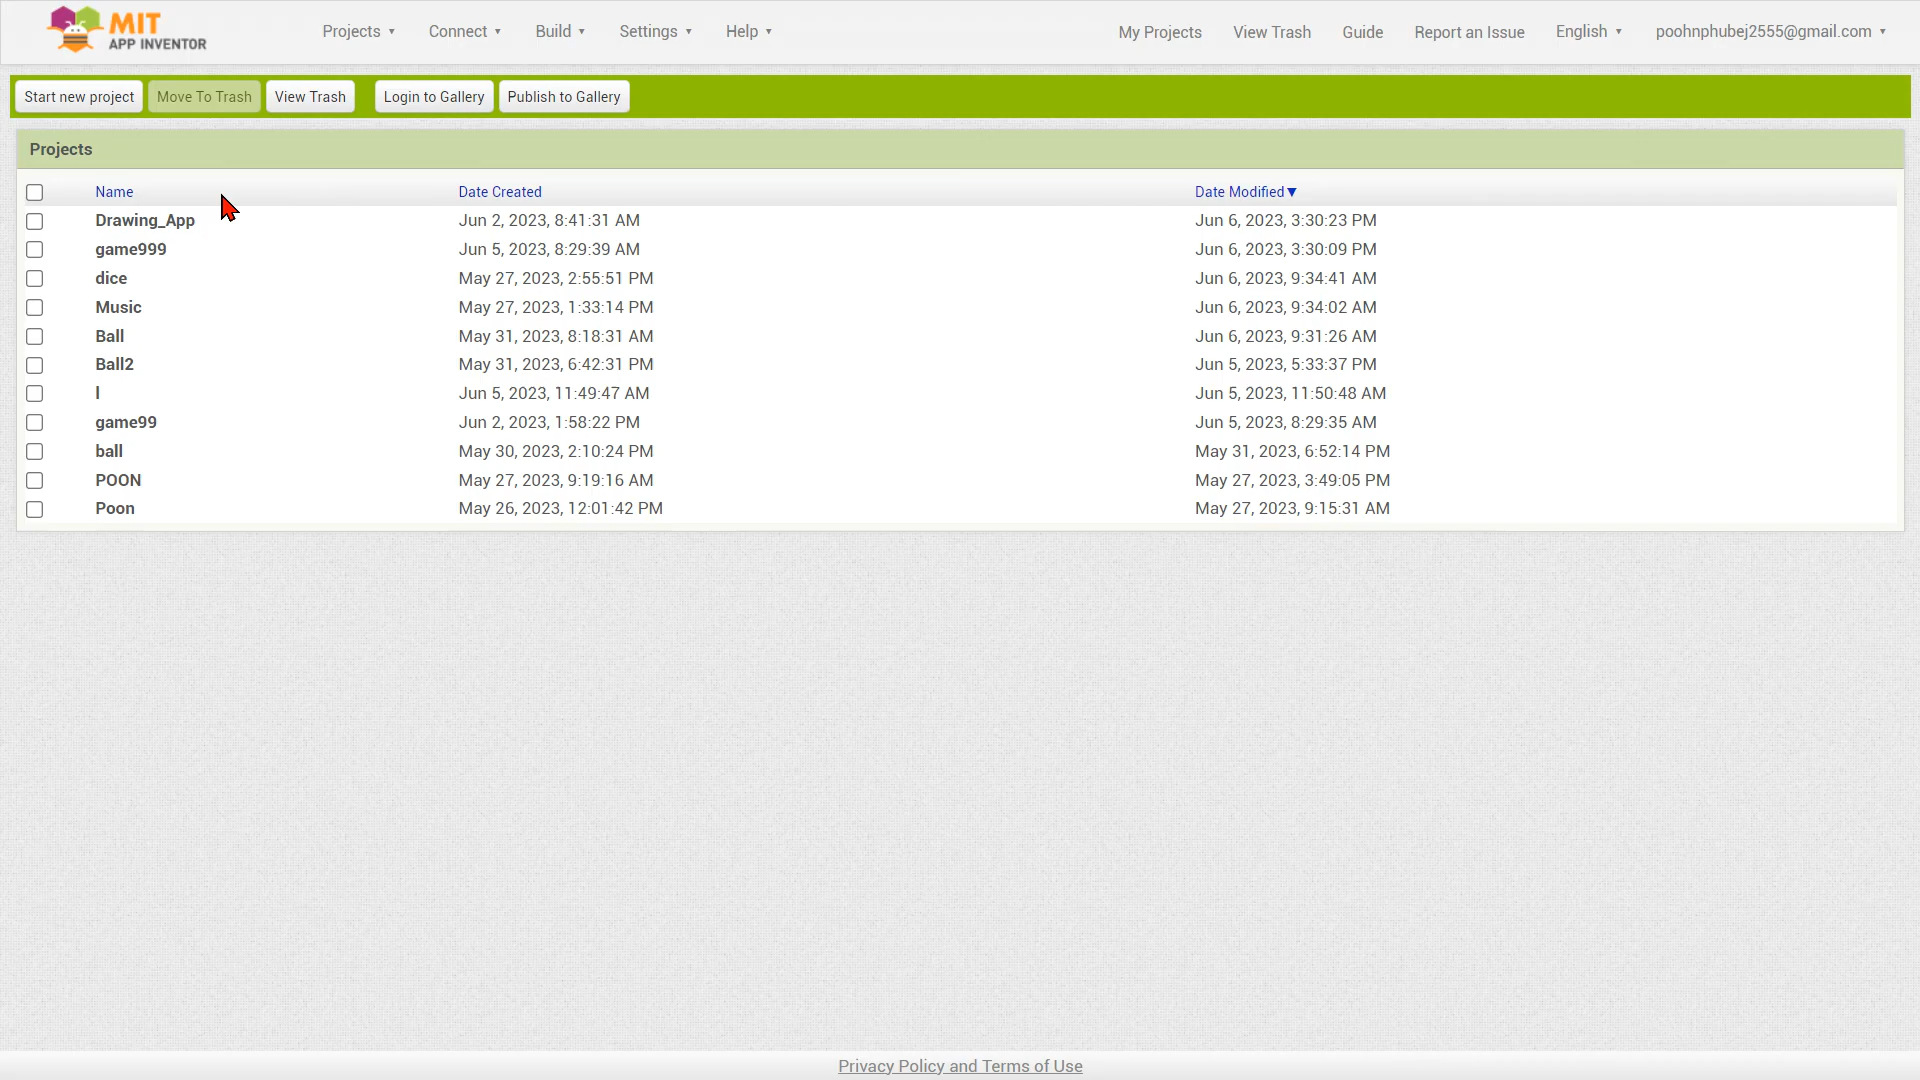 MIT
APP INVENTOR
Projects ▾ Connect ▾ Build ▾ Settings ▾ Help ▾ My Projects View Trash Guide Report an Issue English ▾ poohnphubej2555@gmail.com ▾
Start new project Move To Trash View Trash Login to Gallery Publish to Gallery
Projects
Name Date Created Date Modified▼
Drawing_App Jun 2, 2023, 8:41:31 AM Jun 6, 2023, 3:30:23 PM
game999 Jun 5, 2023, 8:29:39 AM Jun 6, 2023, 3:30:09 PM
dice May 27, 2023, 2:55:51 PM Jun 6, 2023, 9:34:41 AM
Music May 27, 2023, 1:33:14 PM Jun 6, 2023, 9:34:02 AM
Ball May 31, 2023, 8:18:31 AM Jun 6, 2023, 9:31:26 AM
Ball2 May 31, 2023, 6:42:31 PM Jun 5, 2023, 5:33:37 PM
l Jun 5, 2023, 11:49:47 AM Jun 5, 2023, 11:50:48 AM
game99 Jun 2, 2023, 1:58:22 PM Jun 5, 2023, 8:29:35 AM
ball May 30, 2023, 2:10:24 PM May 31, 2023, 6:52:14 PM
POON May 27, 2023, 9:19:16 AM May 27, 2023, 3:49:05 PM
Poon May 26, 2023, 12:01:42 PM May 27, 2023, 9:15:31 AM
Privacy Policy and Terms of Use